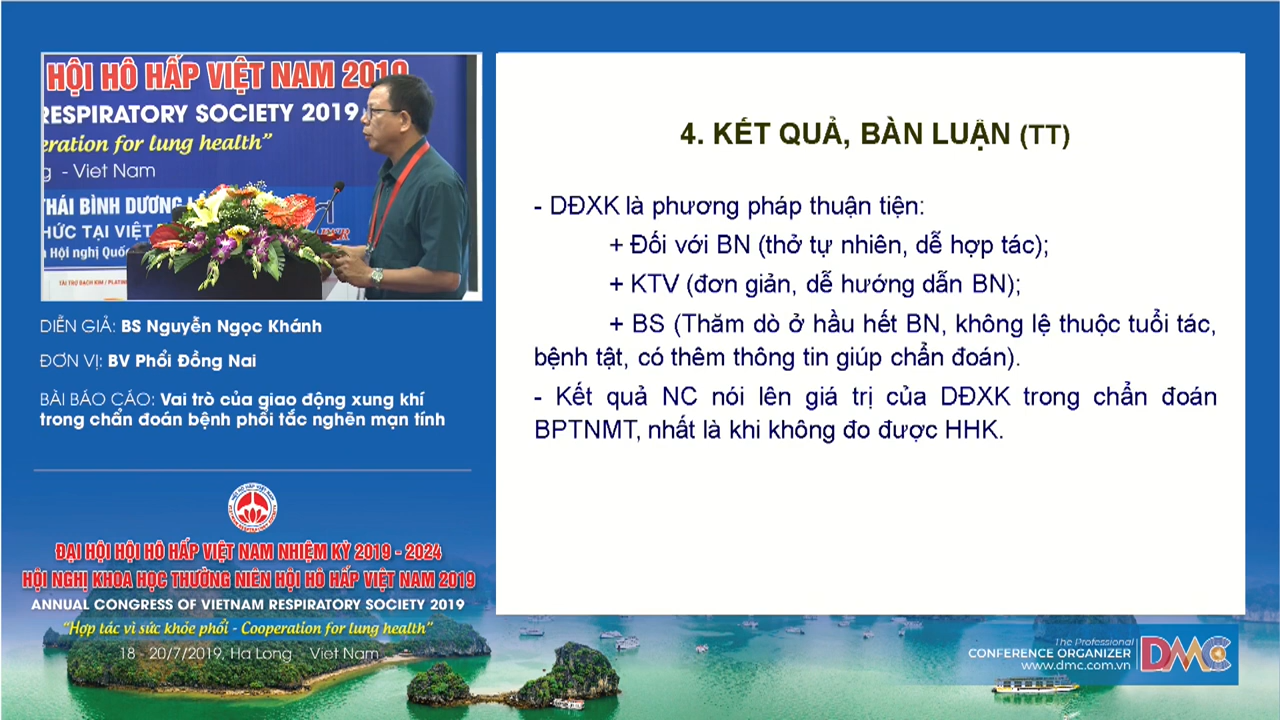 HỘI HÔ HẤP VIỆT NAM 2019
RESPIRATORY SOCIETY 2019
eration for lung health”
g - Viet Nam
THÁI BÌNH DƯƠNG
HỨC TẠI VIỆT
Hội nghị Quốc
TÀI TRỢ BẠCH KIM / PLATIN
DIỄN GIẢ: BS Nguyễn Ngọc Khánh
ĐƠN VỊ: BV Phổi Đồng Nai
BÀI BÁO CÁO: Vai trò của giao động xung khí
trong chẩn đoán bệnh phổi tắc nghẽn mạn tính
ĐẠI HỘI HỘI HÔ HẤP VIỆT NAM NHIỆM KỲ 2019 - 2024
HỘI NGHỊ KHOA HỌC THƯỜNG NIÊN HỘI HÔ HẤP VIỆT NAM 2019
ANNUAL CONGRESS OF VIETNAM RESPIRATORY SOCIETY 2019
“Hợp tác vì sức khỏe phổi - Cooperation for lung health”
18 - 20/7/2019, Ha Long - Viet Nam
4. KẾT QUẢ, BÀN LUẬN (TT)
- DĐXK là phương pháp thuận tiện:
+ Đối với BN (thở tự nhiên, dễ hợp tác);
+ KTV (đơn giản, dễ hướng dẫn BN);
+ BS (Thăm dò ở hầu hết BN, không lệ thuộc tuổi tác,
bệnh tật, có thêm thông tin giúp chẩn đoán).
- Kết quả NC nói lên giá trị của DĐXK trong chẩn đoán
BPTNMT, nhất là khi không đo được HHK.
The Professional
CONFERENCE ORGANIZER
www.dmc.com.vn
DMC